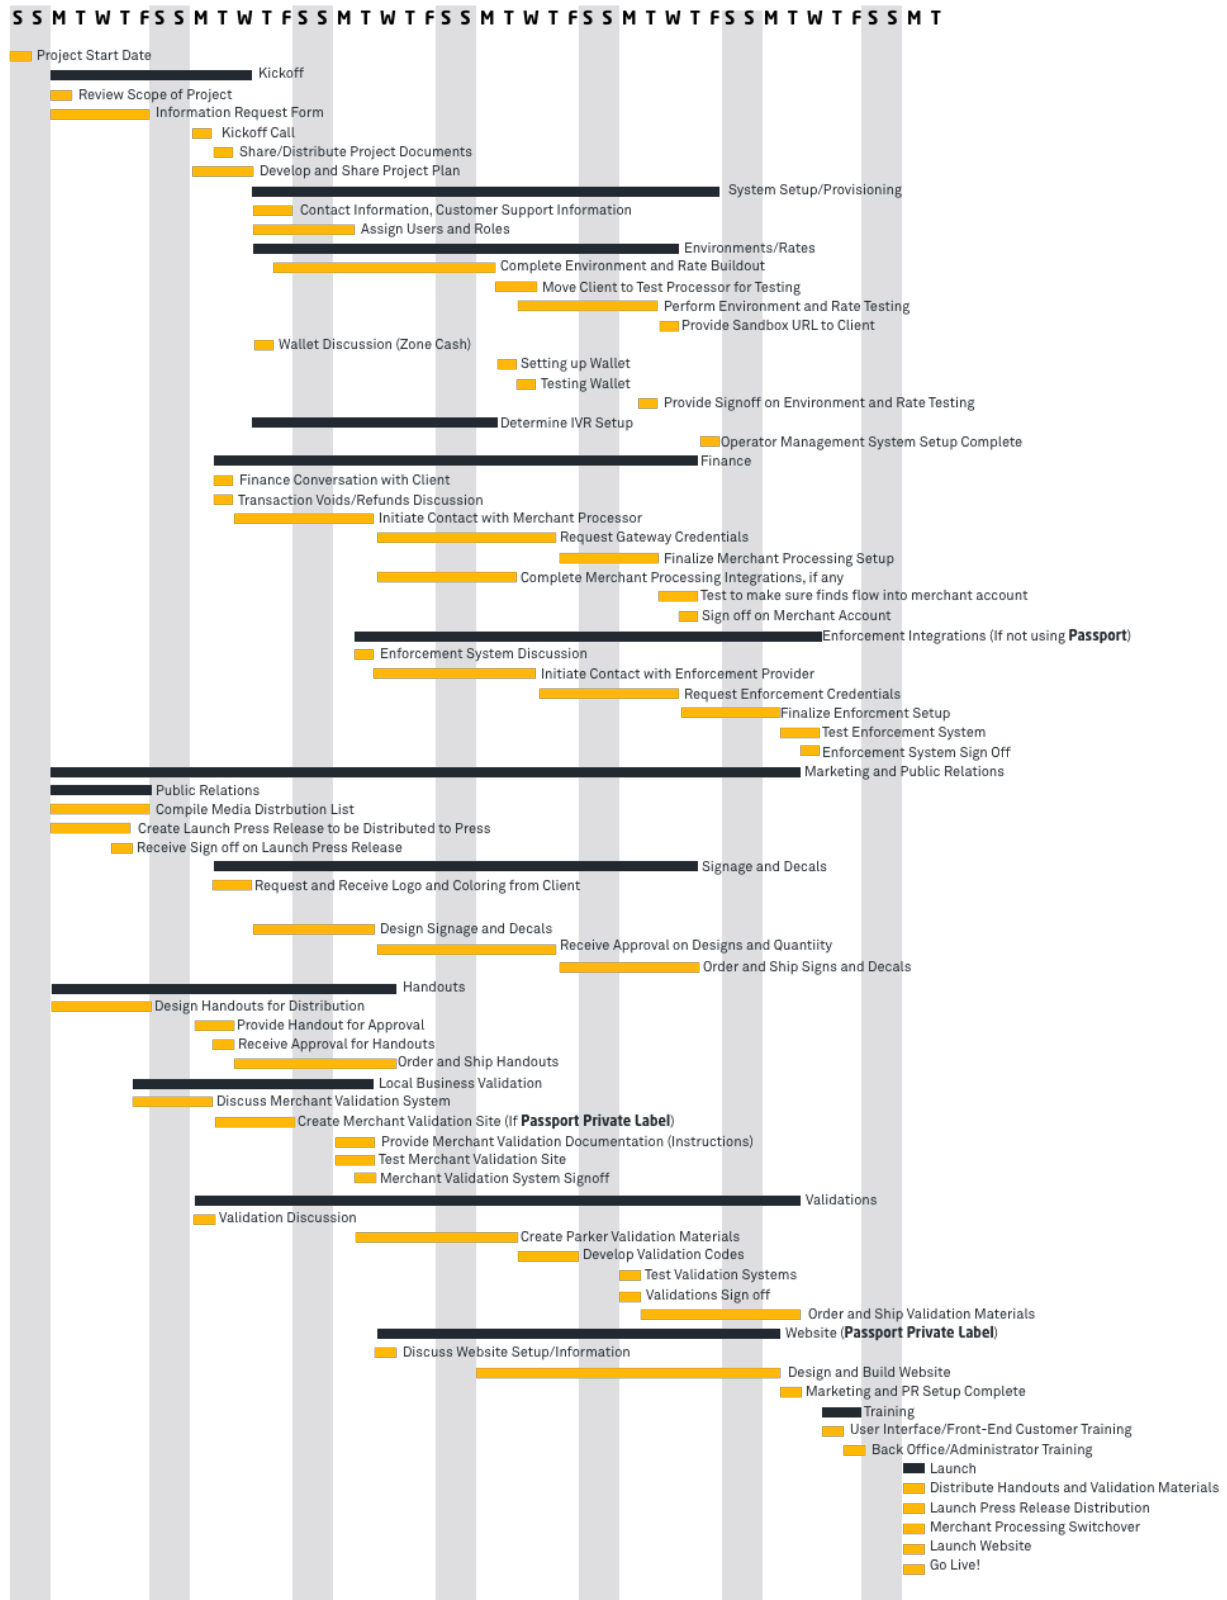 S S M T W T F S S M T W T F S S M T W T F S S M T W T F S S M T W T F S S M T W T F S S M T
Project Start Date
Kickoff
Review Scope of Project
Information Request Form
Kickoff Call
Share/Distribute Project Documents
Develop and Share Project Plan
System Setup/Provisioning
Contact Information, Customer Support Information
Assign Users and Roles
Environments/Rates
Complete Environment and Rate Buildout
Move Client to Test Processor for Testing
Perform Environment and Rate Testing
Provide Sandbox URL to Client
Wallet Discussion (Zone Cash)
Setting up Wallet
Testing Wallet
Provide Signoff on Environment and Rate Testing
Determine IVR Setup
Operator Management System Setup Complete
Finance
Finance Conversation with Client
Transaction Voids/Refunds Discussion
Initiate Contact with Merchant Processor
Request Gateway Credentials
Finalize Merchant Processing Setup
Complete Merchant Processing Integrations, if any
Test to make sure finds flow into merchant account
Sign off on Merchant Account
Enforcement Integrations (If not using Passport)
Enforcement System Discussion
Initiate Contact with Enforcement Provider
Request Enforcement Credentials
Finalize Enforcment Setup
Test Enforcement System
Enforcement System Sign Off
Marketing and Public Relations
Public Relations
Compile Media Distrbution List
Create Launch Press Release to be Distributed to Press
Receive Sign off on Launch Press Release
Signage and Decals
Request and Receive Logo and Coloring from Client
Design Signage and Decals
Receive Approval on Designs and Quantiity
Order and Ship Signs and Decals
Handouts
Design Handouts for Distribution
Provide Handout for Approval
Receive Approval for Handouts
Order and Ship Handouts
Local Business Validation
Discuss Merchant Validation System
Create Merchant Validation Site (If Passport Private Label)
Provide Merchant Validation Documentation (Instructions)
Test Merchant Validation Site
Merchant Validation System Signoff
Validations
Validation Discussion
Create Parker Validation Materials
Develop Validation Codes
Test Validation Systems
Validations Sign off
Order and Ship Validation Materials
Website (Passport Private Label)
Discuss Website Setup/Information
Design and Build Website
Marketing and PR Setup Complete
Training
User Interface/Front-End Customer Training
Back Office/Administrator Training
Launch
Distribute Handouts and Validation Materials
Launch Press Release Distribution
Merchant Processing Switchover
Launch Website
Go Live!